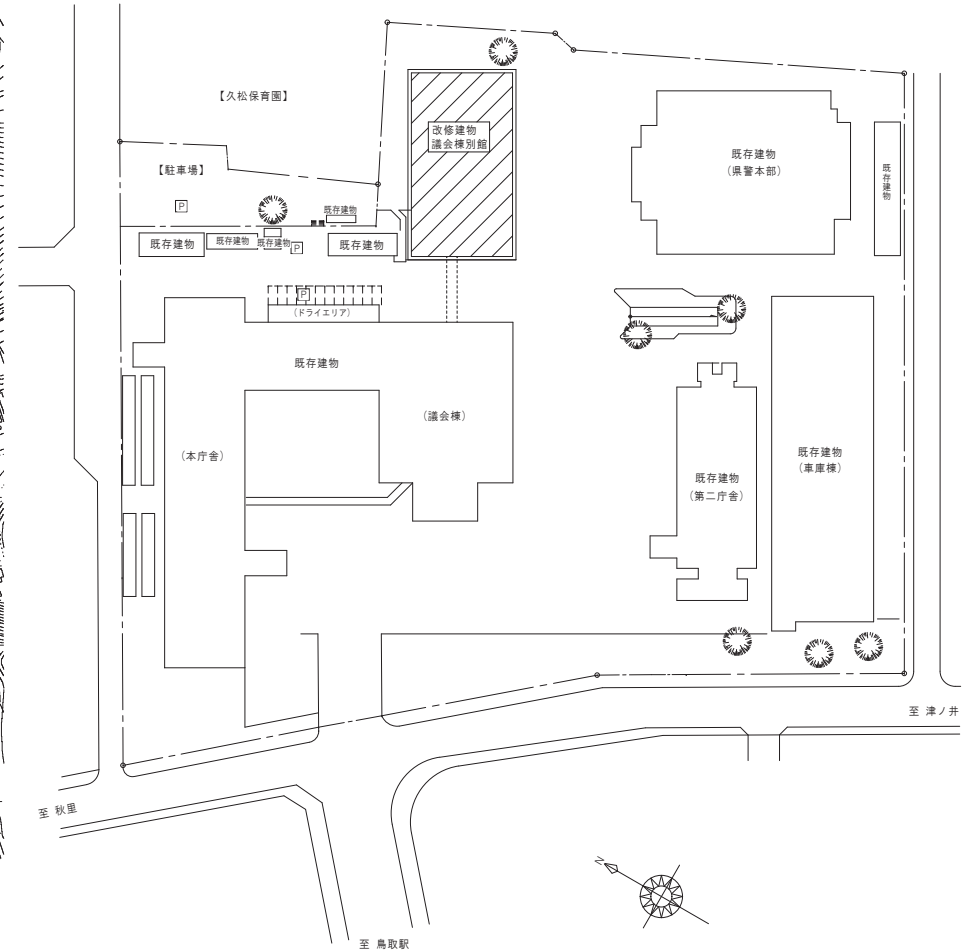 【久松保育園】
改修建物
議会棟別館
既存建物
(県警本部)
既存建物
【駐車場】
P
既存建物
既存建物
既存建物
既存建物
P
既存建物
P
(ドライエリア)
既存建物
(議会棟)
(本庁舎)
既存建物
(第二庁舎)
既存建物
(車庫棟)
至 津ノ井
至 秋里
N
至 鳥取駅